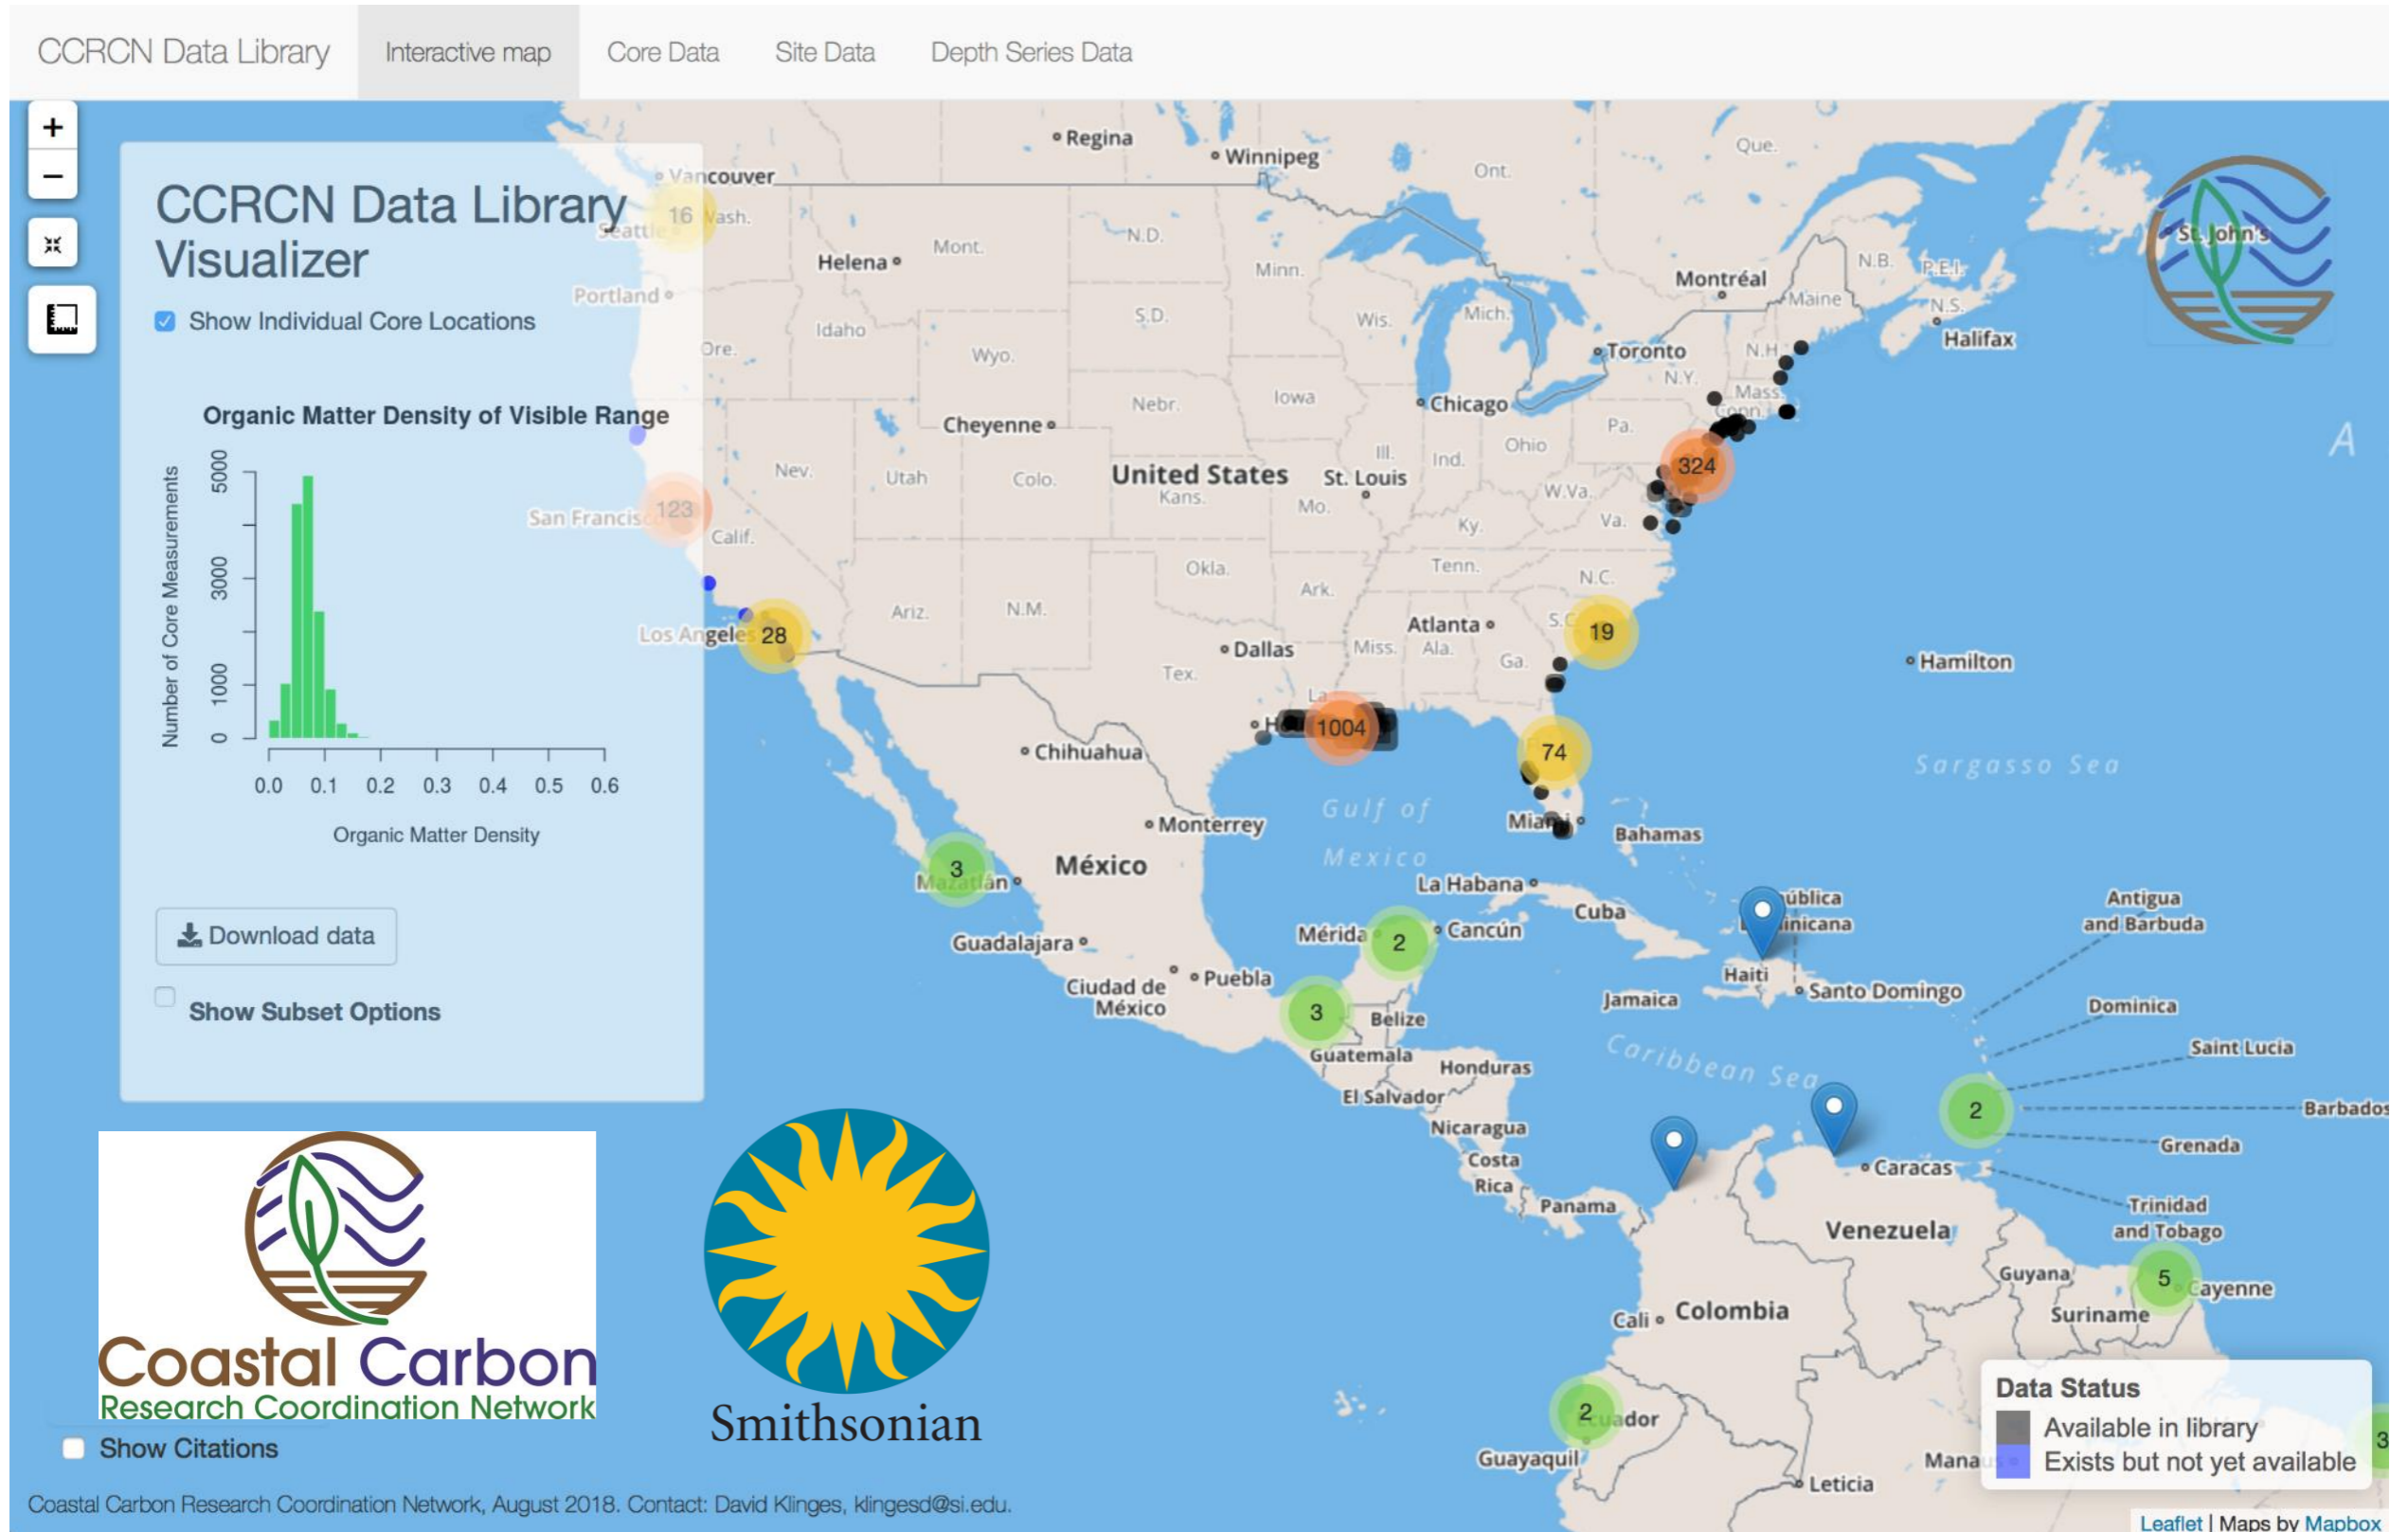 CCRCN Data Library Interactive map Core Data Site Data Depth Series Data
+
−
CCRCN Data Library
Visualizer
Show Individual Core Locations
Organic Matter Density of Visible Range
Number of Core Measurements
5000
3000
1000
0
0.0 0.1 0.2 0.3 0.4 0.5 0.6
Organic Matter Density
Download data
Show Subset Options
Regina
Winnipeg
Ont.
Que.
Vancouver
16
Wash.
Seattle
Helena
Mont.
N.D.
Minn.
Montréal
N.B.
P.E.I.
St. John's
Maine
N.S.
Halifax
Portland
Idaho
S.D.
Wis.
Mich.
Ore.
Wyo.
Toronto
N.H.
N.Y.
Mass.
Conn.
Nebr.
Iowa
Chicago
Cheyenne
Pa.
Ohio
Ill.
Ind.
324
A
Nev.
Utah
Colo.
United States
Kans.
St. Louis
Mo.
W.Va.
Va.
Ky.
123
Calif.
Okla.
Ark.
Tenn.
N.C.
Los Angeles
28
Ariz.
N.M.
Atlanta
19
Dallas
Miss.
Ala.
Ga.
Hamilton
Tex.
La.
1004
74
Chihuahua
Sargasso Sea
Gulf of
Mexico
Monterrey
Miami
Bahamas
3
Mazatlán
México
La Habana
Cuba
Guadalajara
Mérida
2
Cancún
Antigua
and Barbuda
Ciudad de
México
Puebla
3
Belize
Jamaica
Haiti
Santo Domingo
Dominica
Guatemala
Honduras
Caribbean Sea
Saint Lucia
El Salvador
Nicaragua
2
Barbados
Grenada
Costa
Rica
Panama
Caracas
Trinidad
and Tobago
Venezuela
Guyana
5
Cayenne
Suriname
Cali
Colombia
2
Guayaquil
Leticia
3
Data Status
Available in library
Exists but not yet available
Coastal Carbon
Research Coordination Network
Smithsonian
Show Citations
Coastal Carbon Research Coordination Network, August 2018. Contact: David Klinges, klingesd@si.edu.
Leaflet | Maps by Mapbox